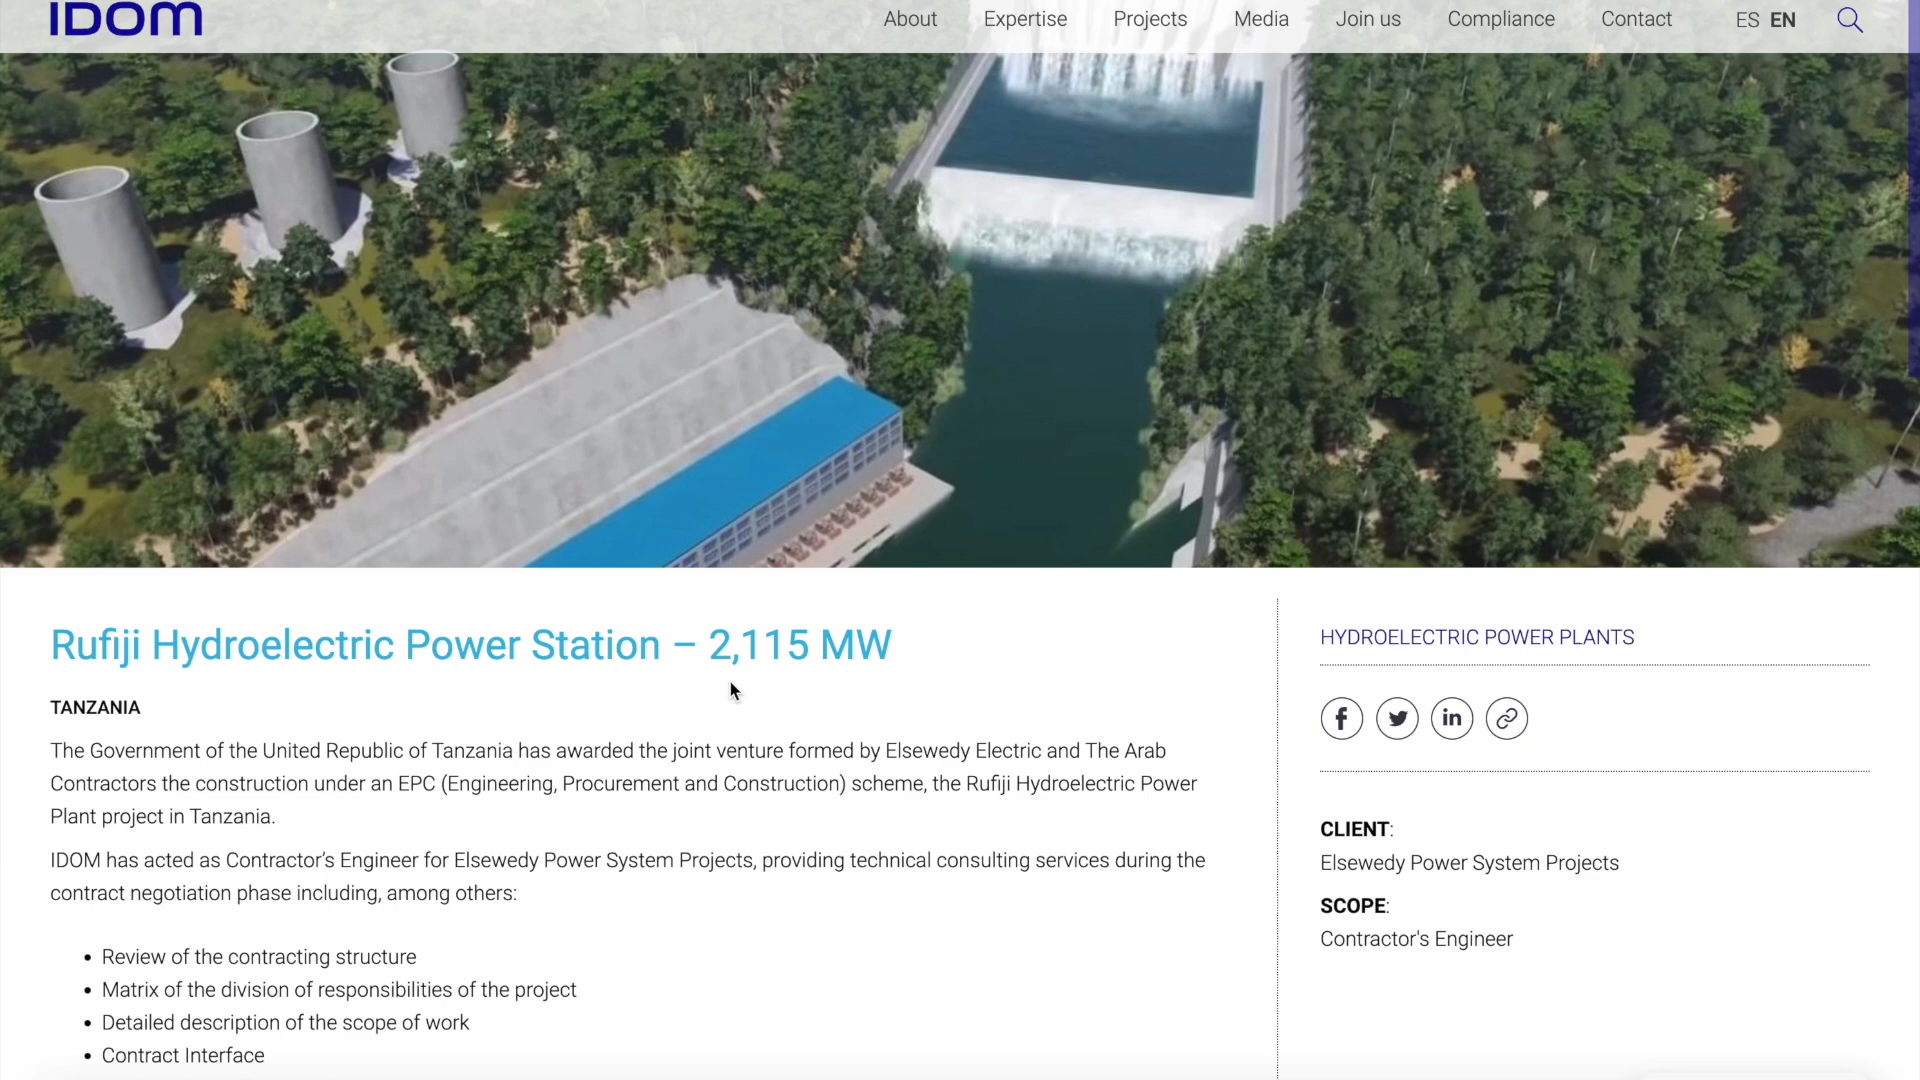 IDOM
About Expertise Projects Media Join us Compliance Contact ES EN
Rufiji Hydroelectric Power Station – 2,115 MW
TANZANIA
The Government of the United Republic of Tanzania has awarded the joint venture formed by Elsewedy Electric and The Arab
Contractors the construction under an EPC (Engineering, Procurement and Construction) scheme, the Rufiji Hydroelectric Power
Plant project in Tanzania.
IDOM has acted as Contractor’s Engineer for Elsewedy Power System Projects, providing technical consulting services during the
contract negotiation phase including, among others:
• Review of the contracting structure
• Matrix of the division of responsibilities of the project
• Detailed description of the scope of work
• Contract Interface
HYDROELECTRIC POWER PLANTS
CLIENT:
Elsewedy Power System Projects
SCOPE:
Contractor's Engineer